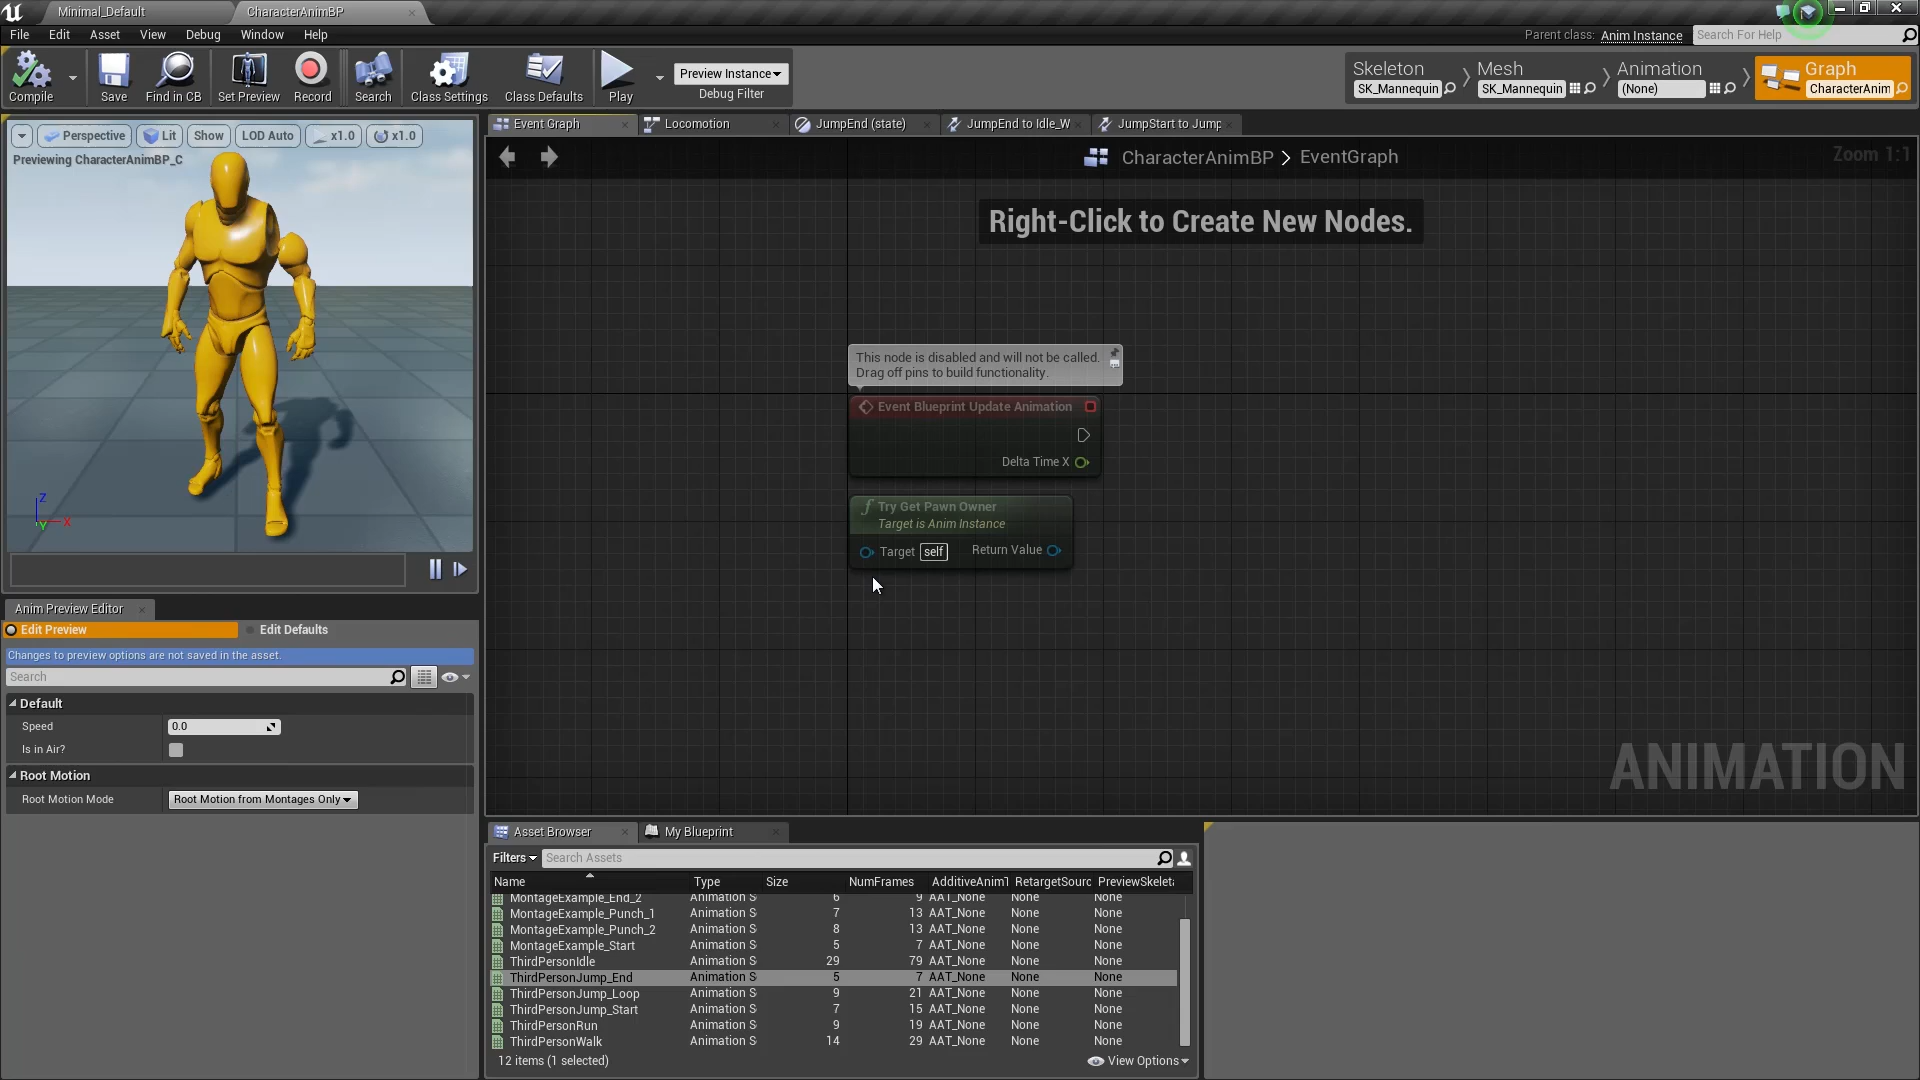 Minimal_Default
CharacterAnimBP
File Edit Asset View Debug Window Help
Parent class: Anim Instance
Search For Help
Compile
Save
Find in CB
Set Preview
Record
Search
Class Settings
Class Defaults
Play
Preview Instance
Debug Filter
Skeleton
SK_Mannequin
Mesh
SK_Mannequin
Animation
(None)
Graph
CharacterAnim
Perspective
Lit
Show
LOD Auto
x1.0
x1.0
Previewing CharacterAnimBP_C
Z
X
Y
Event Graph
Locomotion
JumpEnd (state)
JumpEnd to Idle_W
JumpStart to Jump
CharacterAnimBP > EventGraph
Zoom 1:1
Right-Click to Create New Nodes.
This node is disabled and will not be called.
Drag off pins to build functionality.
Event Blueprint Update Animation
Delta Time X
Try Get Pawn Owner
Target is Anim Instance
Target self Return Value
ANIMATION
Anim Preview Editor
Edit Preview
Edit Defaults
Changes to preview options are not saved in the asset.
Search
Default
Speed 0.0
Is in Air?
Root Motion
Root Motion Mode Root Motion from Montages Only
Asset Browser
My Blueprint
Filters Search Assets
Name Type Size NumFrames AdditiveAnimT RetargetSourc PreviewSkeleta
MontageExample_End_2 Animation S 6 9 AAT_None None None
MontageExample_Punch_1 Animation S 7 13 AAT_None None None
MontageExample_Punch_2 Animation S 8 13 AAT_None None None
MontageExample_Start Animation S 5 7 AAT_None None None
ThirdPersonIdle Animation S 29 79 AAT_None None None
ThirdPersonJump_End Animation S 5 7 AAT_None None None
ThirdPersonJump_Loop Animation S 9 21 AAT_None None None
ThirdPersonJump_Start Animation S 7 15 AAT_None None None
ThirdPersonRun Animation S 9 19 AAT_None None None
ThirdPersonWalk Animation S 14 29 AAT_None None None
12 items (1 selected)
View Options